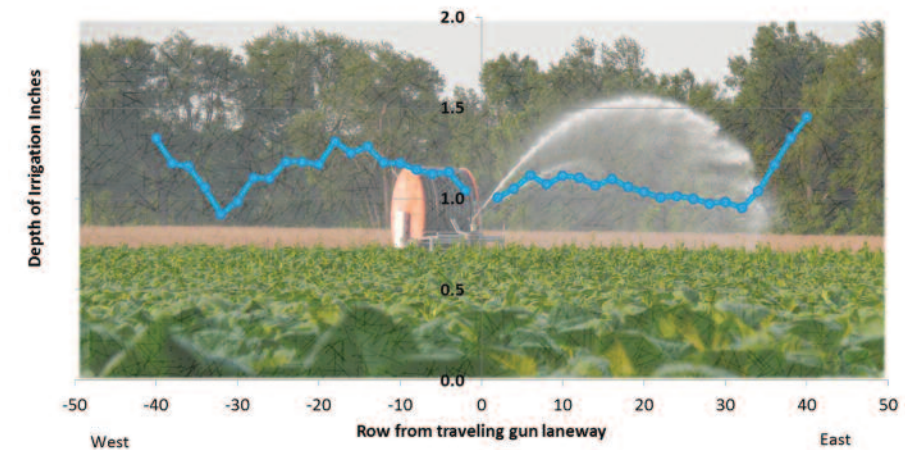 2.0
1.5
1.0
0.5
0.0
Depth of Irrigation Inches
-50 -40 -30 -20 -10 0 10 20 30 40 50
Row from traveling gun laneway
West East